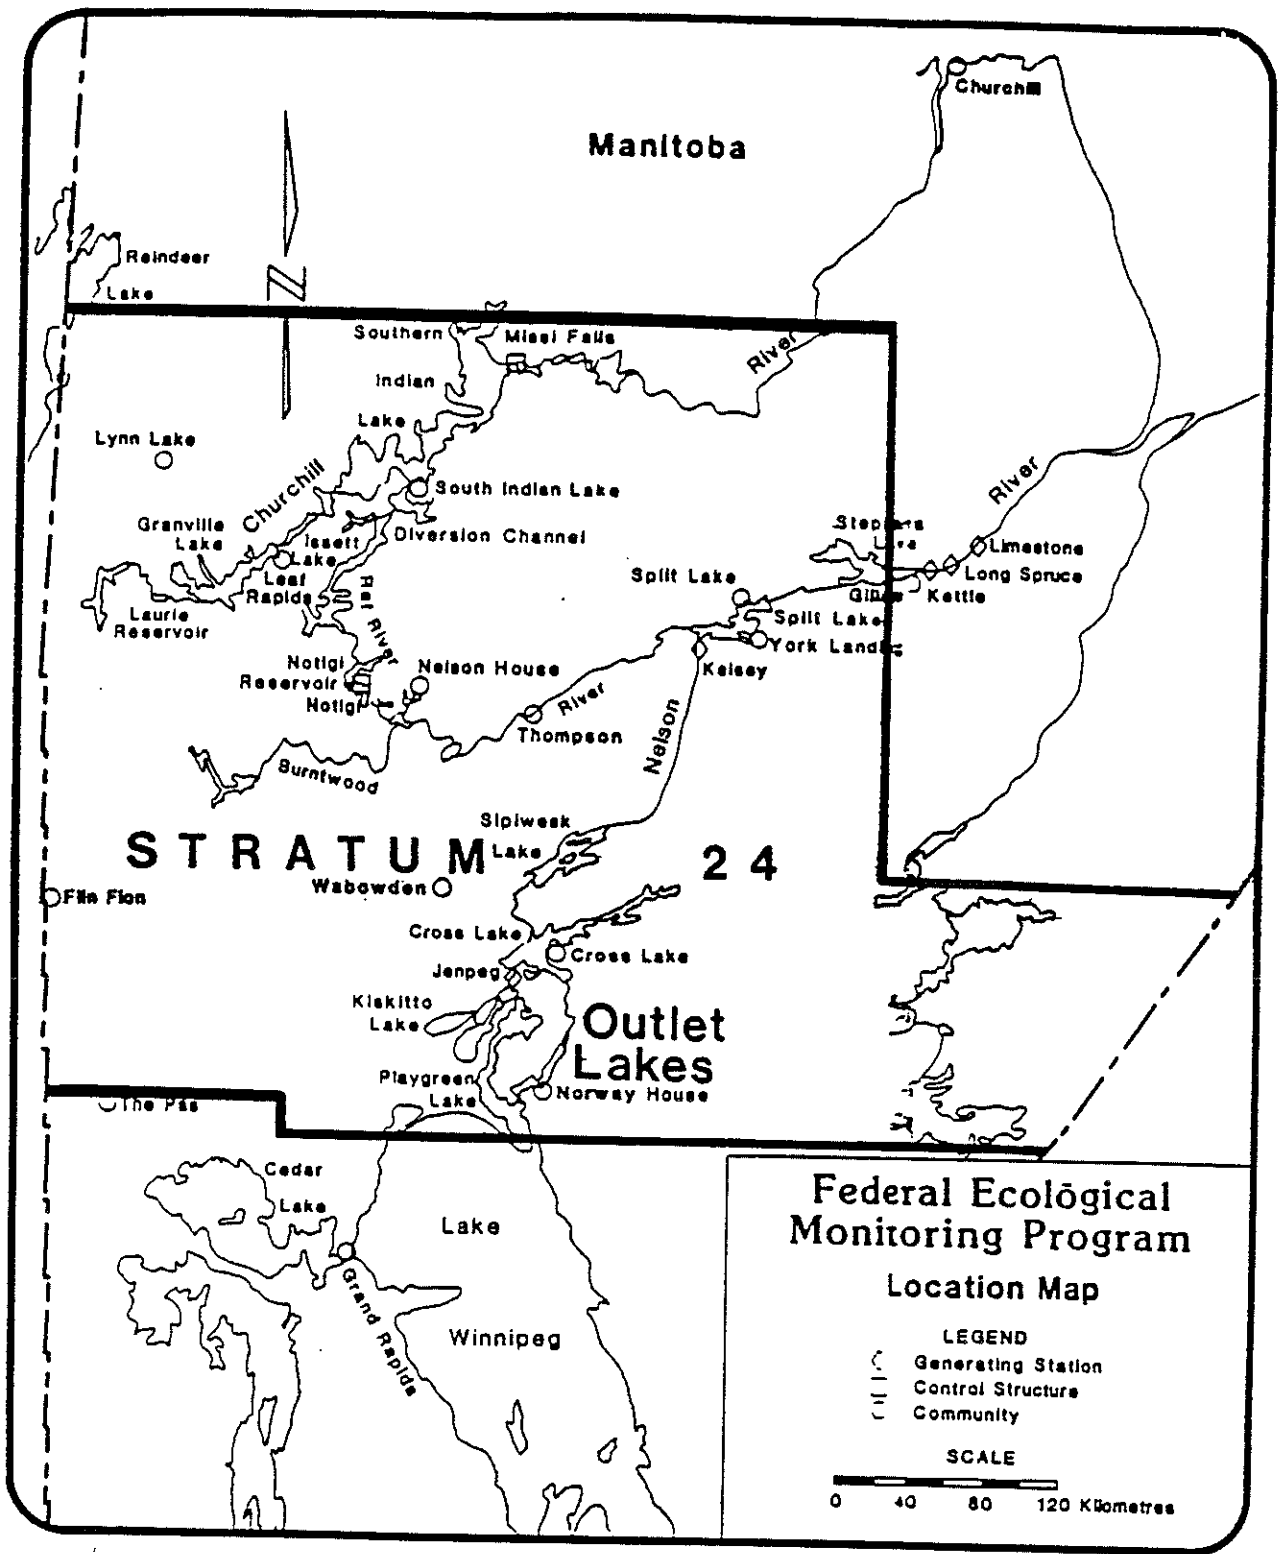 Churchill
Manitoba
Reindeer
Lake
N
Southern
Missi Falls
Indian
River
Lake
Lynn Lake
Churchill
South Indian Lake
River
Granville
Lake
Issett
Lake
Diversion Channel
Limestone
Leaf
Rapids
Rat River
Split Lake
Long Spruce
Kettle
Laurie
Reservoir
Split Lake
York Landing
Notigi
Reservoir
Nelson House
Kelsey
Notigi
River
Thompson
Nelson
Burntwood
Sipiwesk
Lake
STRATUM 24
Wabowden
Flin Flon
Cross Lake
Cross Lake
Jenpeg
Kiskitto
Lake
Outlet
Lakes
Playgreen
Lake
Norway House
The Pas
Cedar
Lake
Lake
Winnipeg
Grand Rapids
Federal Ecological
Monitoring Program
Location Map
LEGEND
Generating Station
Control Structure
Community
SCALE
0 40 80 120 Kilometres